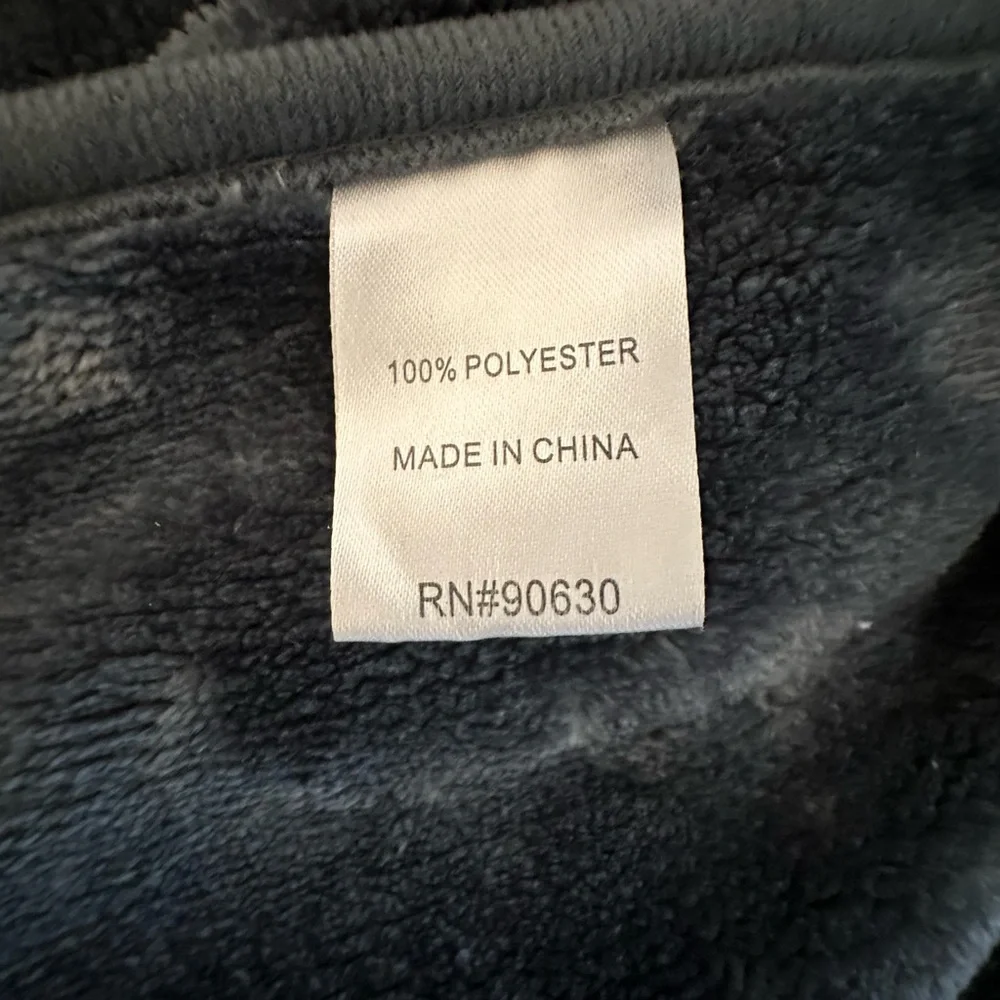 100% POLYESTER
MADE IN CHINA
RN#90630